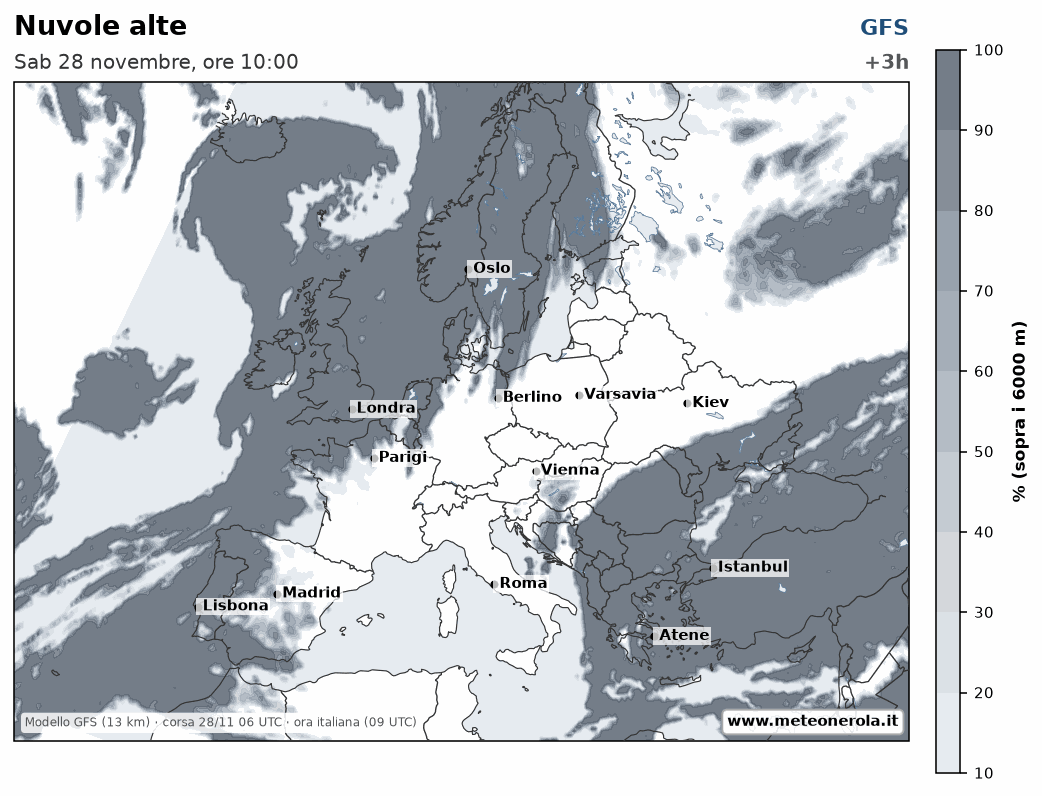 Nuvole alte
GFS
Sab 28 novembre, ore 10:00
+3h
100
90
80
70
60
50
40
30
20
10
% (sopra i 6000 m)
Oslo
Berlino
Varsavia
Kiev
Londra
Parigi
Vienna
Istanbul
Roma
Madrid
Lisbona
Atene
Modello GFS (13 km) · corsa 28/11 06 UTC · ora italiana (09 UTC)
www.meteonerola.it